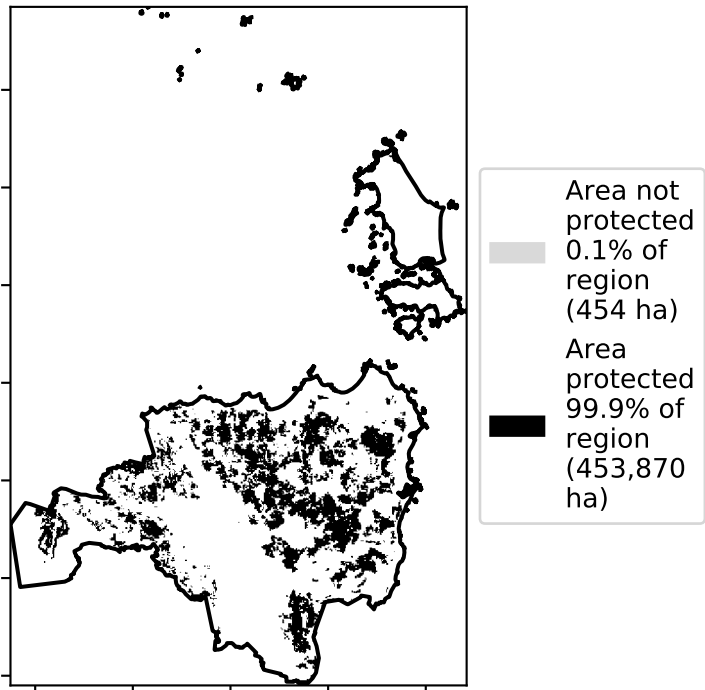 Area not
protected
0.1% of
region
(454 ha)
Area
protected
99.9% of
region
(453,870
ha)